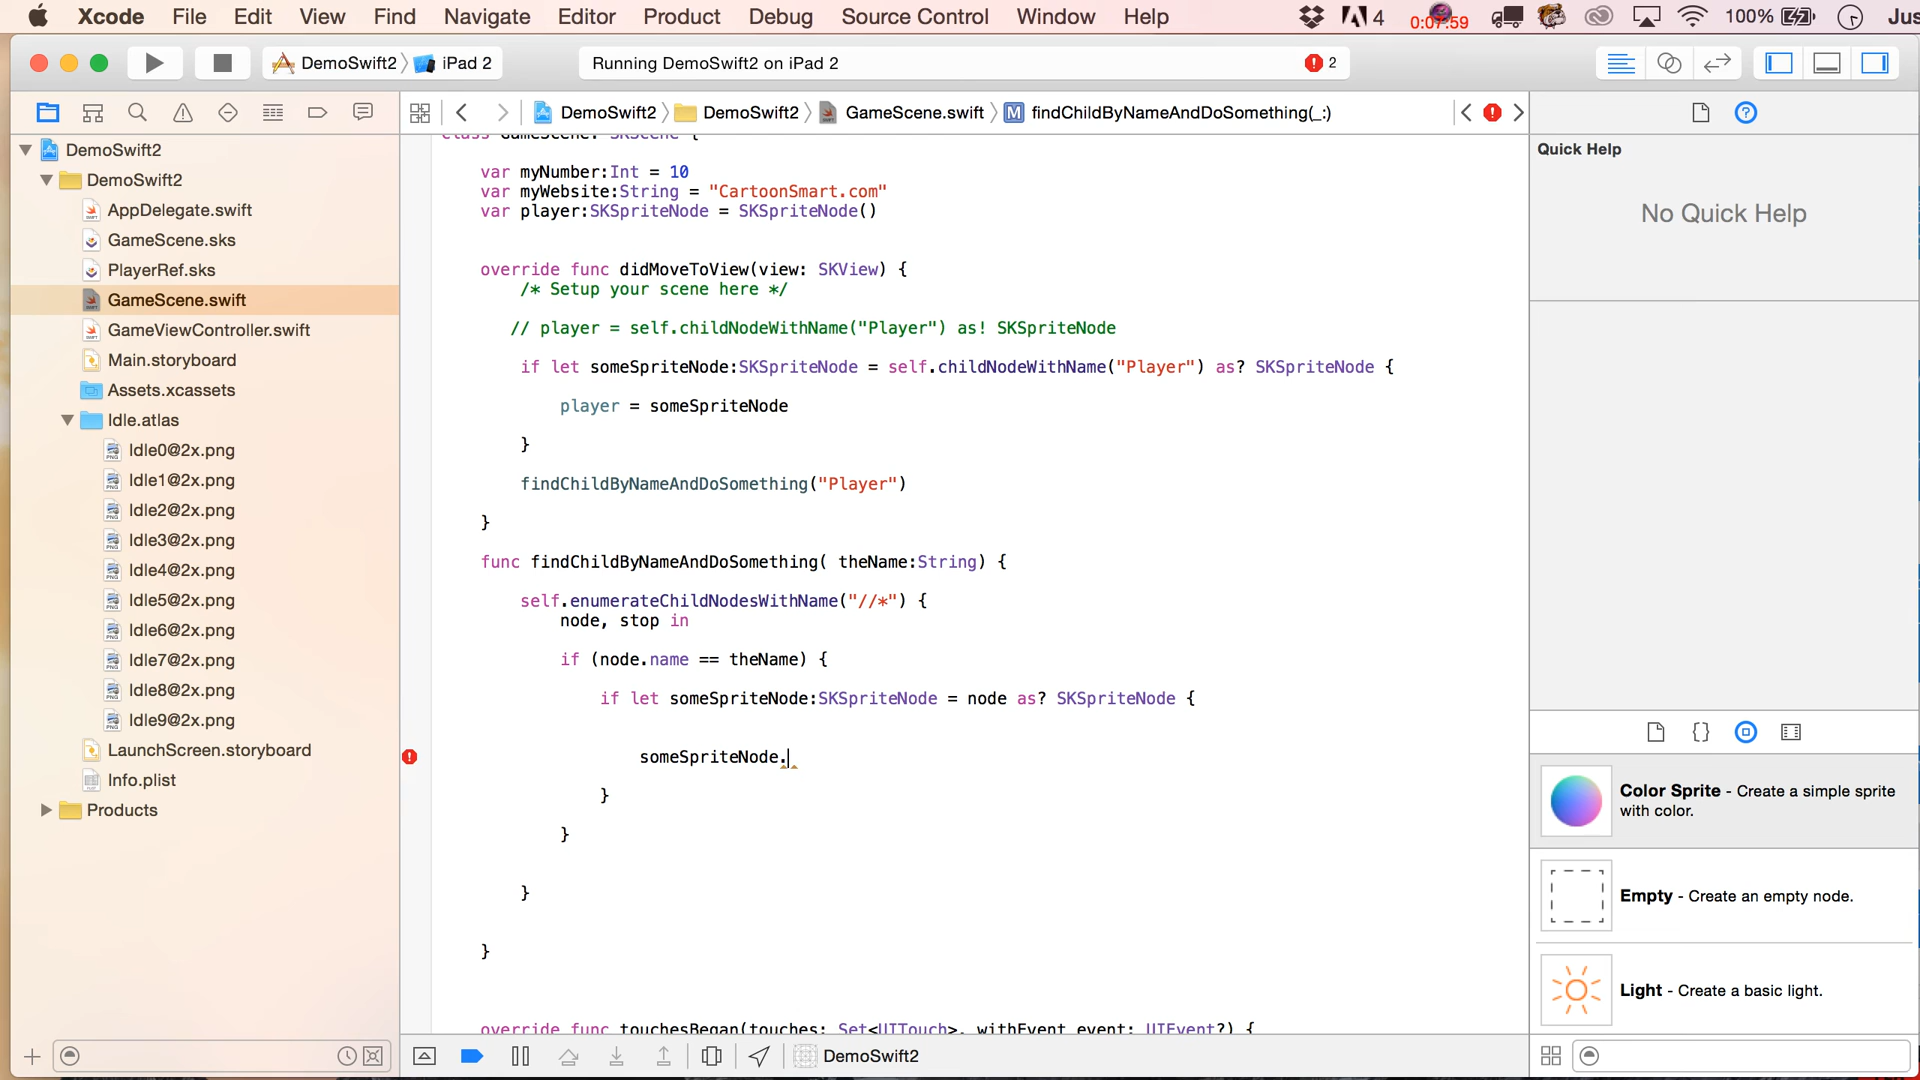 Xcode File Edit View Find Navigate Editor Product Debug Source Control Window Help 4 0:07:59 100% Jus
DemoSwift2 iPad 2 Running DemoSwift2 on iPad 2 2
DemoSwift2 DemoSwift2 GameScene.swift M findChildByNameAndDoSomething(_:)
DemoSwift2
DemoSwift2
AppDelegate.swift
GameScene.sks
PlayerRef.sks
GameScene.swift
GameViewController.swift
Main.storyboard
Assets.xcassets
Idle.atlas
Idle0@2x.png
Idle1@2x.png
Idle2@2x.png
Idle3@2x.png
Idle4@2x.png
Idle5@2x.png
Idle6@2x.png
Idle7@2x.png
Idle8@2x.png
Idle9@2x.png
LaunchScreen.storyboard
Info.plist
Products
class GameScene: SKScene {
var myNumber:Int = 10
var myWebsite:String = "CartoonSmart.com"
var player:SKSpriteNode = SKSpriteNode()
override func didMoveToView(view: SKView) {
/* Setup your scene here */
// player = self.childNodeWithName("Player") as! SKSpriteNode
if let someSpriteNode:SKSpriteNode = self.childNodeWithName("Player") as? SKSpriteNode {
player = someSpriteNode
}
findChildByNameAndDoSomething("Player")
}
func findChildByNameAndDoSomething( theName:String) {
self.enumerateChildNodesWithName("//*") {
node, stop in
if (node.name == theName) {
if let someSpriteNode:SKSpriteNode = node as? SKSpriteNode {
someSpriteNode.
}
}
}
}
override func touchesBegan(touches: Set<UITouch>, withEvent event: UIEvent?) {
DemoSwift2
Quick Help
No Quick Help
Color Sprite - Create a simple sprite
with color.
Empty - Create an empty node.
Light - Create a basic light.